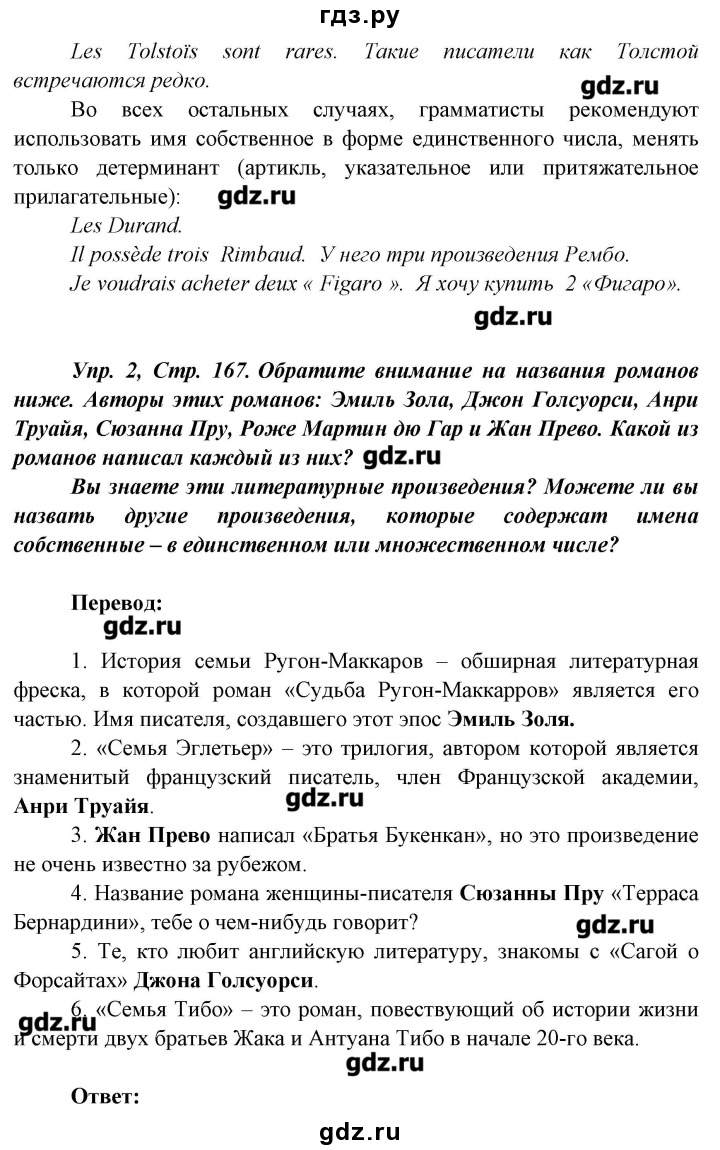 гдз.ру
Les Tolstoïs sont rares. Такие писатели как Толстой
встречаются редко.
gdz.ru
Во всех остальных случаях, грамматисты рекомендуют
использовать имя собственное в форме единственного числа, менять
только детерминант (артикль, указательное или притяжательное
прилагательные):
gdz.ru
Les Durand.
Il possède trois Rimbaud. У него три произведения Рембо.
Je voudrais acheter deux « Figaro ». Я хочу купить 2 «Фигаро».
gdz.ru
Упр. 2, Стр. 167. Обратите внимание на названия романов
ниже. Авторы этих романов: Эмиль Зола, Джон Голсуорси, Анри
Труайя, Сюзанна Пру, Роже Мартин дю Гар и Жан Прево. Какой из
романов написал каждый из них? gdz.ru
Вы знаете эти литературные произведения? Можете ли вы
назвать другие произведения, которые содержат имена
собственные – в единственном или множественном числе?
Перевод:
gdz.ru
1. История семьи Ругон-Маккаров – обширная литературная
фреска, в которой роман «Судьба Ругон-Маккарров» является его
частью. Имя писателя, создавшего этот эпос Эмиль Золя.
2. «Семья Эглетьер» – это трилогия, автором которой является
знаменитый французский писатель, член Французской академии,
Анри Труайя.
gdz.ru
3. Жан Прево написал «Братья Букенкан», но это произведение
не очень известно за рубежом.
4. Название романа женщины-писателя Сюзанны Пру «Терраса
Бернардини», тебе о чем-нибудь говорит?
gdz.ru
5. Те, кто любит английскую литературу, знакомы с «Сагой о
Форсайтах» Джона Голсуорси.
6. «Семья Тибо» – это роман, повествующий об истории жизни
gdz.ru
и смерти двух братьев Жака и Антуана Тибо в начале 20-го века.
gdz.ru
Ответ:
gdz.ru